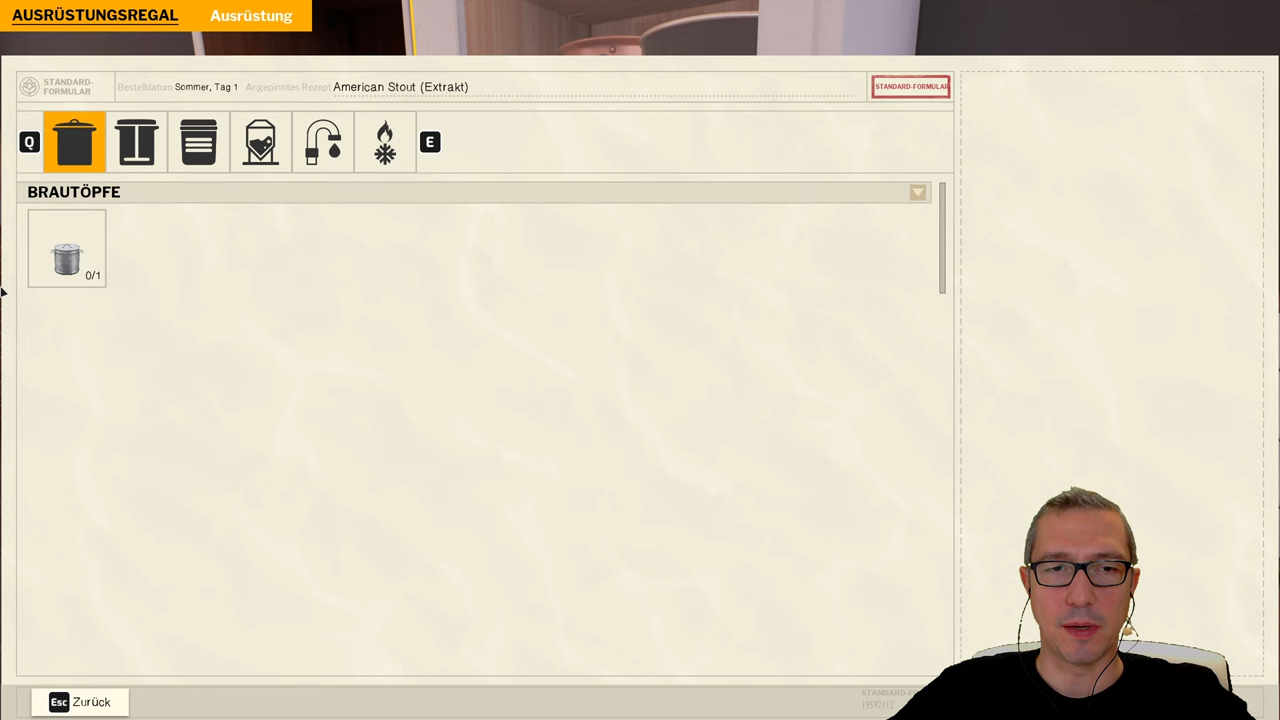 AUSRÜSTUNGSREGAL Ausrüstung
STANDARD-
FORMULAR
Bestelldatum Sommer, Tag 1 Angepinntes Rezept American Stout (Extrakt)
STANDARD-FORMULAR
Q
E
BRAUTÖPFE
0/1
Esc Zurück
19592112